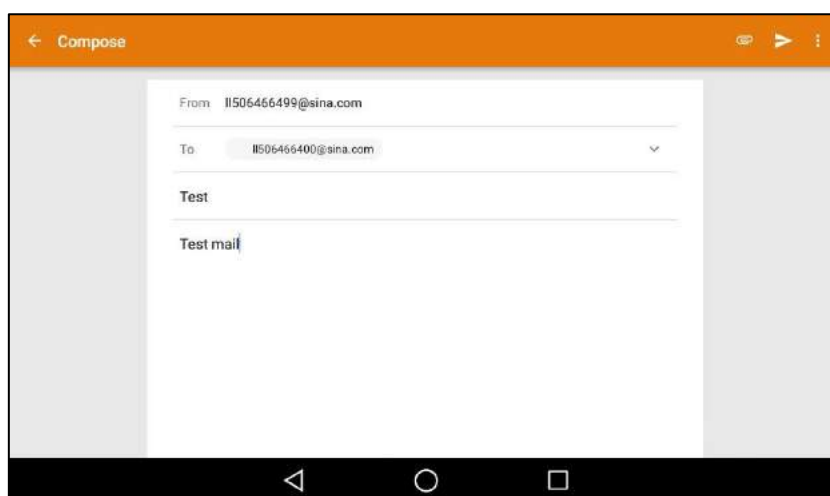 Compose
From ll506466499@sina.com
To ll506466400@sina.com
Test
Test mail